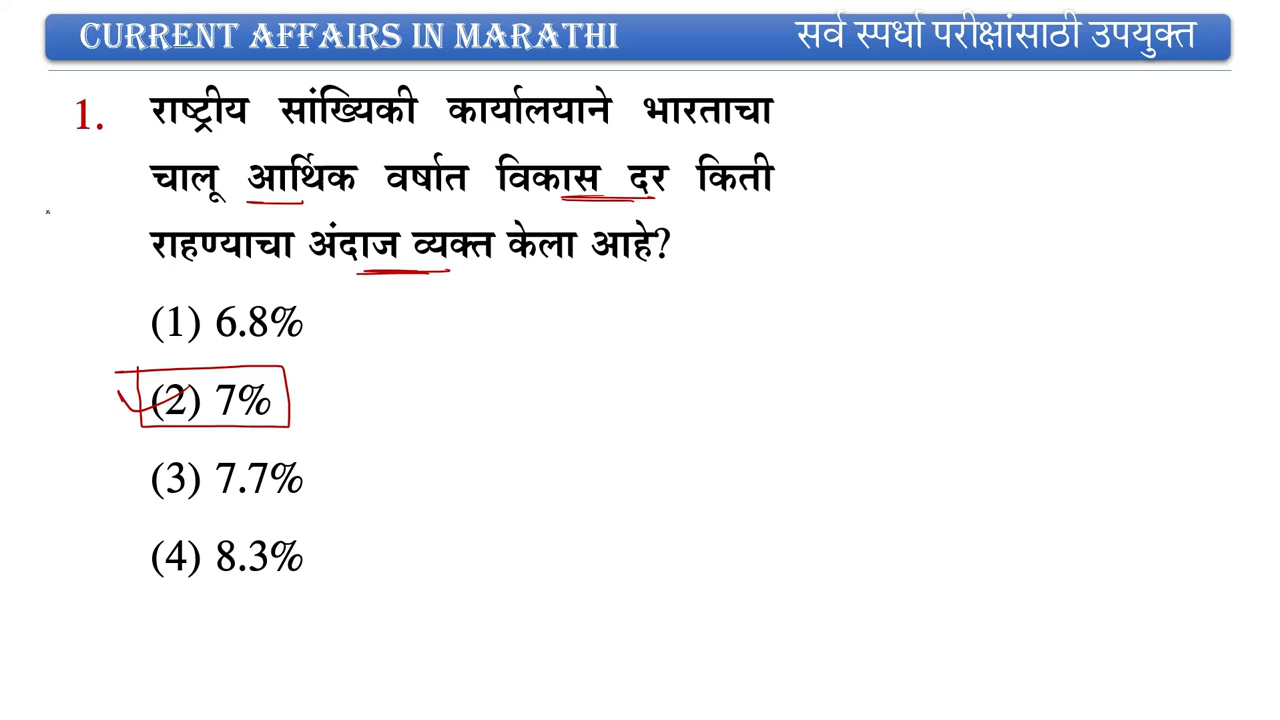 CURRENT AFFAIRS IN MARATHI
सर्व स्पर्धा परीक्षांसाठी उपयुक्त
1. राष्ट्रीय सांख्यिकी कार्यालयाने भारताचा
चालू आर्थिक वर्षात विकास दर किती
राहण्याचा अंदाज व्यक्त केला आहे?
(1) 6.8%
(2) 7%
(3) 7.7%
(4) 8.3%